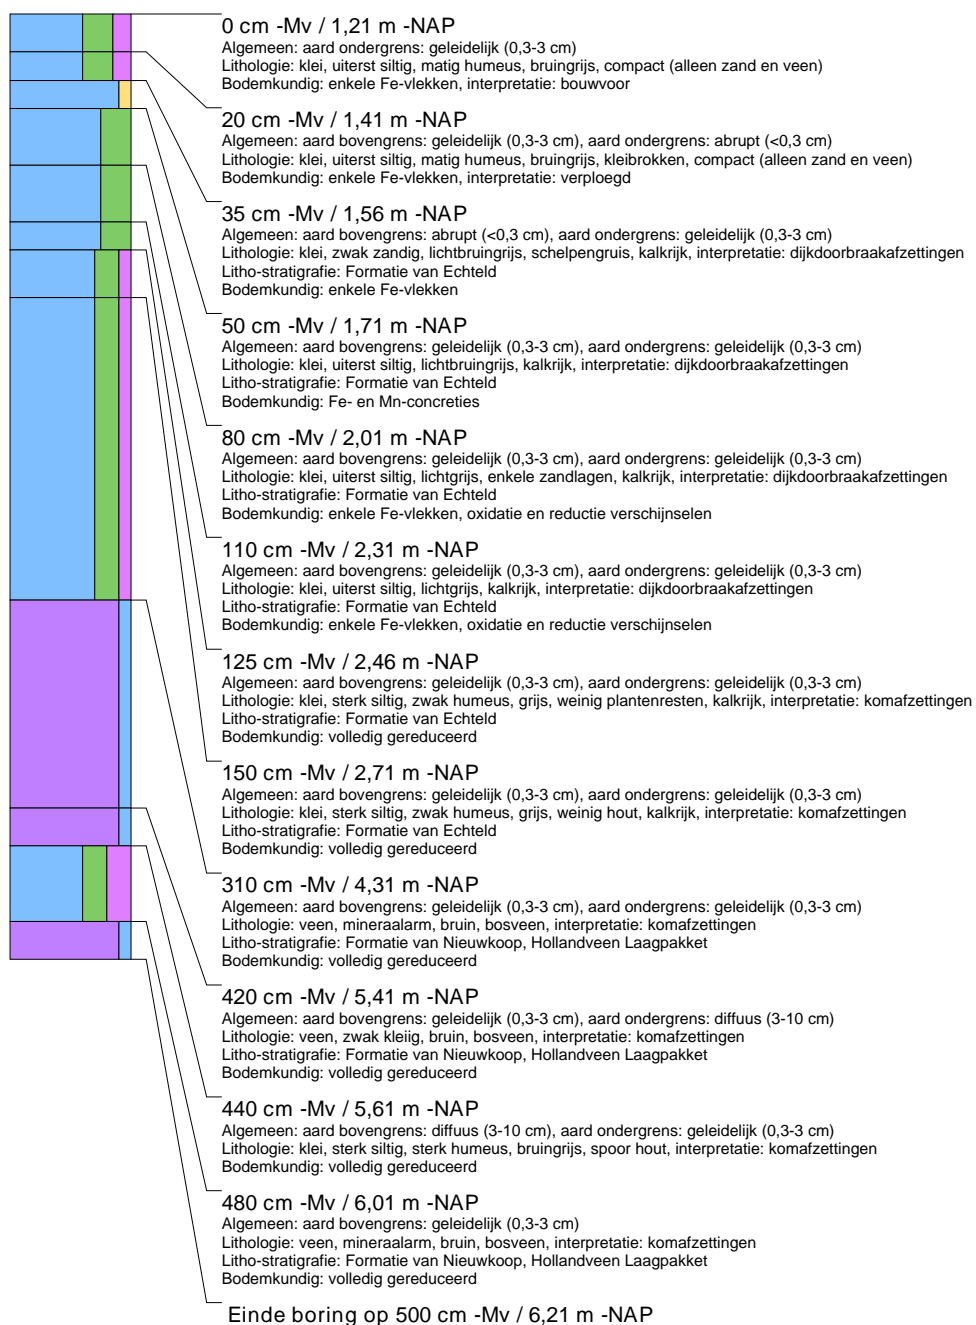 0 cm -Mv / 1,21 m -NAP
Algemeen: aard ondergrens: geleidelijk (0,3-3 cm)
Lithologie: klei, uiterst siltig, matig humeus, bruingrijs, compact (alleen zand en veen)
Bodemkundig: enkele Fe-vlekken, interpretatie: bouwvoor
20 cm -Mv / 1,41 m -NAP
Algemeen: aard bovengrens: geleidelijk (0,3-3 cm), aard ondergrens: abrupt (<0,3 cm)
Lithologie: klei, uiterst siltig, matig humeus, bruingrijs, kleibrokken, compact (alleen zand en veen)
Bodemkundig: enkele Fe-vlekken, interpretatie: verploegd
35 cm -Mv / 1,56 m -NAP
Algemeen: aard bovengrens: abrupt (<0,3 cm), aard ondergrens: geleidelijk (0,3-3 cm)
Lithologie: klei, zwak zandig, lichtbruingrijs, schelpengruis, kalkrijk, interpretatie: dijkdoorbraakafzettingen
Litho-stratigrafie: Formatie van Echteld
Bodemkundig: enkele Fe-vlekken
50 cm -Mv / 1,71 m -NAP
Algemeen: aard bovengrens: geleidelijk (0,3-3 cm), aard ondergrens: geleidelijk (0,3-3 cm)
Lithologie: klei, uiterst siltig, lichtbruingrijs, kalkrijk, interpretatie: dijkdoorbraakafzettingen
Litho-stratigrafie: Formatie van Echteld
Bodemkundig: Fe- en Mn-concreties
80 cm -Mv / 2,01 m -NAP
Algemeen: aard bovengrens: geleidelijk (0,3-3 cm), aard ondergrens: geleidelijk (0,3-3 cm)
Lithologie: klei, uiterst siltig, lichtgrijs, enkele zandlagen, kalkrijk, interpretatie: dijkdoorbraakafzettingen
Litho-stratigrafie: Formatie van Echteld
Bodemkundig: enkele Fe-vlekken, oxidatie en reductie verschijnselen
110 cm -Mv / 2,31 m -NAP
Algemeen: aard bovengrens: geleidelijk (0,3-3 cm), aard ondergrens: geleidelijk (0,3-3 cm)
Lithologie: klei, uiterst siltig, lichtgrijs, kalkrijk, interpretatie: dijkdoorbraakafzettingen
Litho-stratigrafie: Formatie van Echteld
Bodemkundig: enkele Fe-vlekken, oxidatie en reductie verschijnselen
125 cm -Mv / 2,46 m -NAP
Algemeen: aard bovengrens: geleidelijk (0,3-3 cm), aard ondergrens: geleidelijk (0,3-3 cm)
Lithologie: klei, sterk siltig, zwak humeus, grijs, weinig plantenresten, kalkrijk, interpretatie: komafzettingen
Litho-stratigrafie: Formatie van Echteld
Bodemkundig: volledig gereduceerd
150 cm -Mv / 2,71 m -NAP
Algemeen: aard bovengrens: geleidelijk (0,3-3 cm), aard ondergrens: geleidelijk (0,3-3 cm)
Lithologie: klei, sterk siltig, zwak humeus, grijs, weinig hout, kalkrijk, interpretatie: komafzettingen
Litho-stratigrafie: Formatie van Echteld
Bodemkundig: volledig gereduceerd
310 cm -Mv / 4,31 m -NAP
Algemeen: aard bovengrens: geleidelijk (0,3-3 cm), aard ondergrens: geleidelijk (0,3-3 cm)
Lithologie: veen, mineraalarm, bruin, bosveen, interpretatie: komafzettingen
Litho-stratigrafie: Formatie van Nieuwkoop, Hollandveen Laagpakket
Bodemkundig: volledig gereduceerd
420 cm -Mv / 5,41 m -NAP
Algemeen: aard bovengrens: geleidelijk (0,3-3 cm), aard ondergrens: diffuus (3-10 cm)
Lithologie: veen, zwak kleiig, bruin, bosveen, interpretatie: komafzettingen
Litho-stratigrafie: Formatie van Nieuwkoop, Hollandveen Laagpakket
Bodemkundig: volledig gereduceerd
440 cm -Mv / 5,61 m -NAP
Algemeen: aard bovengrens: diffuus (3-10 cm), aard ondergrens: geleidelijk (0,3-3 cm)
Lithologie: klei, sterk siltig, sterk humeus, bruingrijs, spoor hout, interpretatie: komafzettingen
Bodemkundig: volledig gereduceerd
480 cm -Mv / 6,01 m -NAP
Algemeen: aard bovengrens: geleidelijk (0,3-3 cm)
Lithologie: veen, mineraalarm, bruin, bosveen, interpretatie: komafzettingen
Litho-stratigrafie: Formatie van Nieuwkoop, Hollandveen Laagpakket
Bodemkundig: volledig gereduceerd
Einde boring op 500 cm -Mv / 6,21 m -NAP